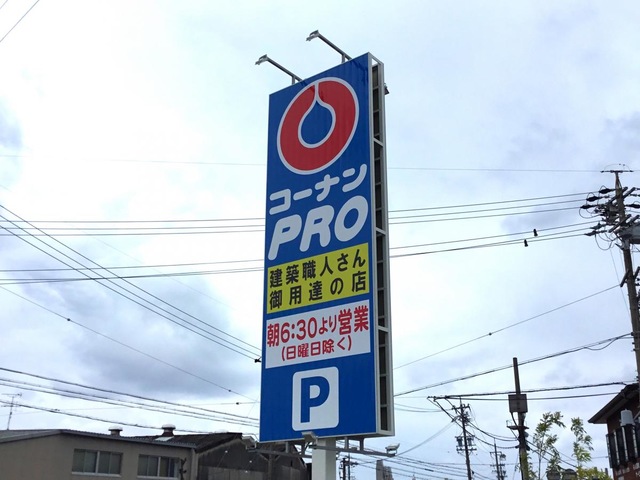 コーナン
PRO
建築職人さん
御用達の店
朝6:30より営業
(日曜日除く)
P